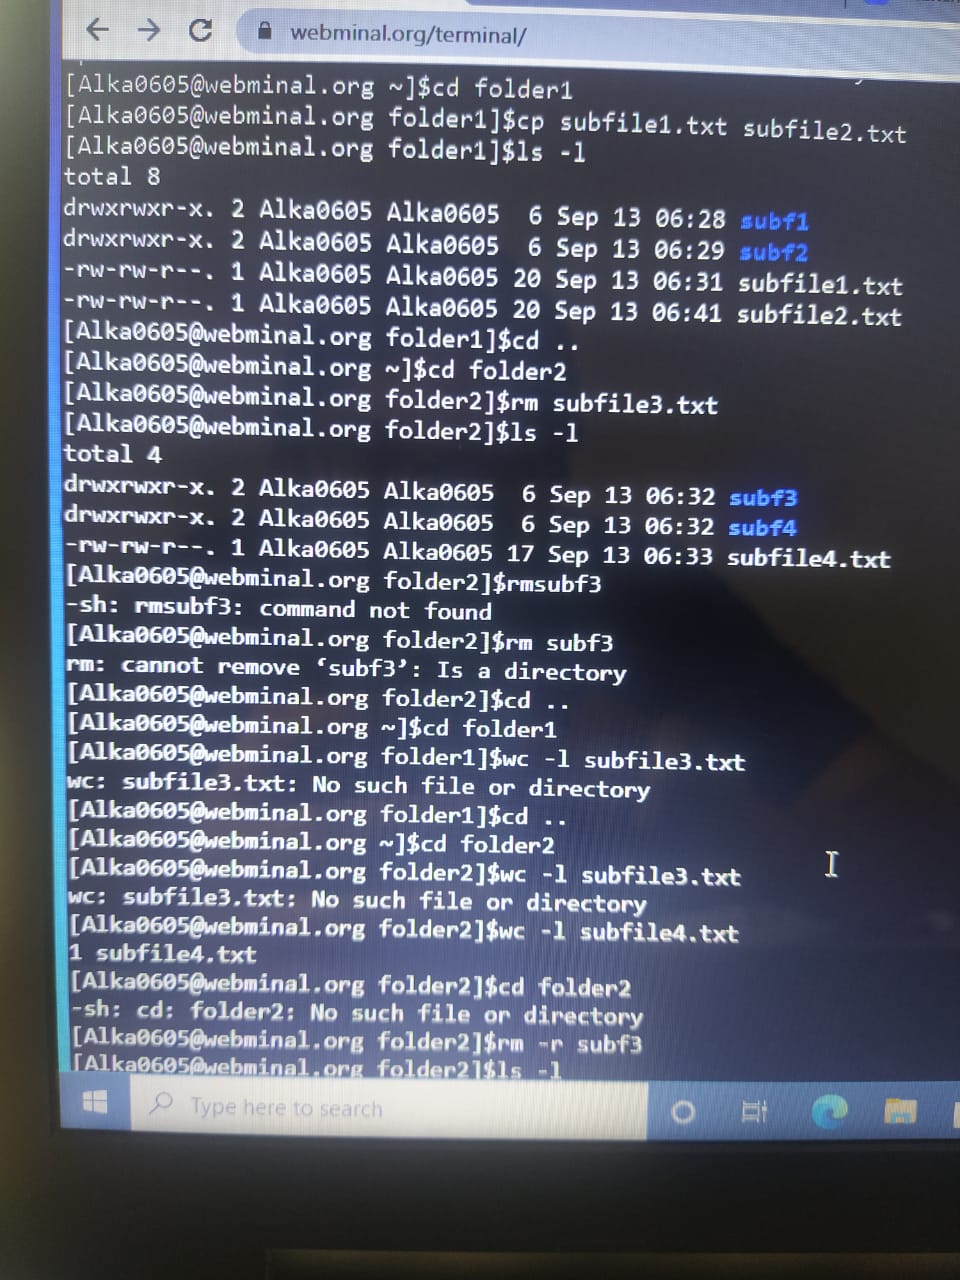 webminal.org/terminal/
[Alka0605@webminal.org ~]$cd folder1
[Alka0605@webminal.org folder1]$cp subfile1.txt subfile2.txt
[Alka0605@webminal.org folder1]$ls -l
total 8
drwxrwxr-x. 2 Alka0605 Alka0605  6 Sep 13 06:28 subf1
drwxrwxr-x. 2 Alka0605 Alka0605  6 Sep 13 06:29 subf2
-rw-rw-r--. 1 Alka0605 Alka0605 20 Sep 13 06:31 subfile1.txt
-rw-rw-r--. 1 Alka0605 Alka0605 20 Sep 13 06:41 subfile2.txt
[Alka0605@webminal.org folder1]$cd ..
[Alka0605@webminal.org ~]$cd folder2
[Alka0605@webminal.org folder2]$rm subfile3.txt
[Alka0605@webminal.org folder2]$ls -l
total 4
drwxrwxr-x. 2 Alka0605 Alka0605  6 Sep 13 06:32 subf3
drwxrwxr-x. 2 Alka0605 Alka0605  6 Sep 13 06:32 subf4
-rw-rw-r--. 1 Alka0605 Alka0605 17 Sep 13 06:33 subfile4.txt
[Alka0605@webminal.org folder2]$rmsubf3
-sh: rmsubf3: command not found
[Alka0605@webminal.org folder2]$rm subf3
rm: cannot remove ‘subf3’: Is a directory
[Alka0605@webminal.org folder2]$cd ..
[Alka0605@webminal.org ~]$cd folder1
[Alka0605@webminal.org folder1]$wc -l subfile3.txt
wc: subfile3.txt: No such file or directory
[Alka0605@webminal.org folder1]$cd ..
[Alka0605@webminal.org ~]$cd folder2
[Alka0605@webminal.org folder2]$wc -l subfile3.txt
wc: subfile3.txt: No such file or directory
[Alka0605@webminal.org folder2]$wc -l subfile4.txt
1 subfile4.txt
[Alka0605@webminal.org folder2]$cd folder2
-sh: cd: folder2: No such file or directory
[Alka0605@webminal.org folder2]$rm -r subf3
[Alka0605@webminal.org folder2]$ls -l
Type here to search